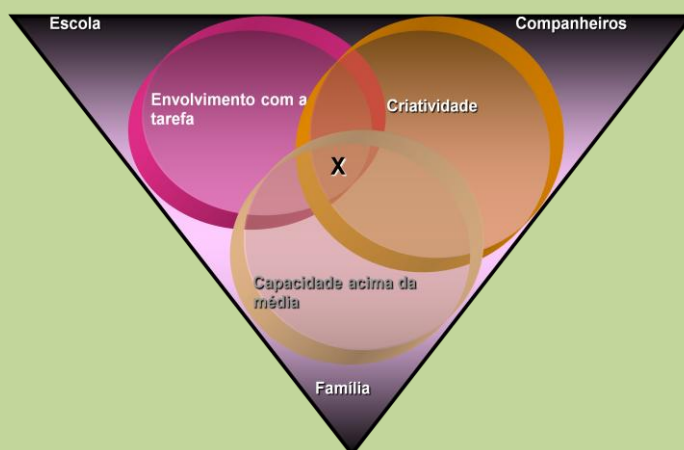 Escola
Companheiros
Envolvimento com a
tarefa
Criatividade
X
Capacidade acima da
média
Família